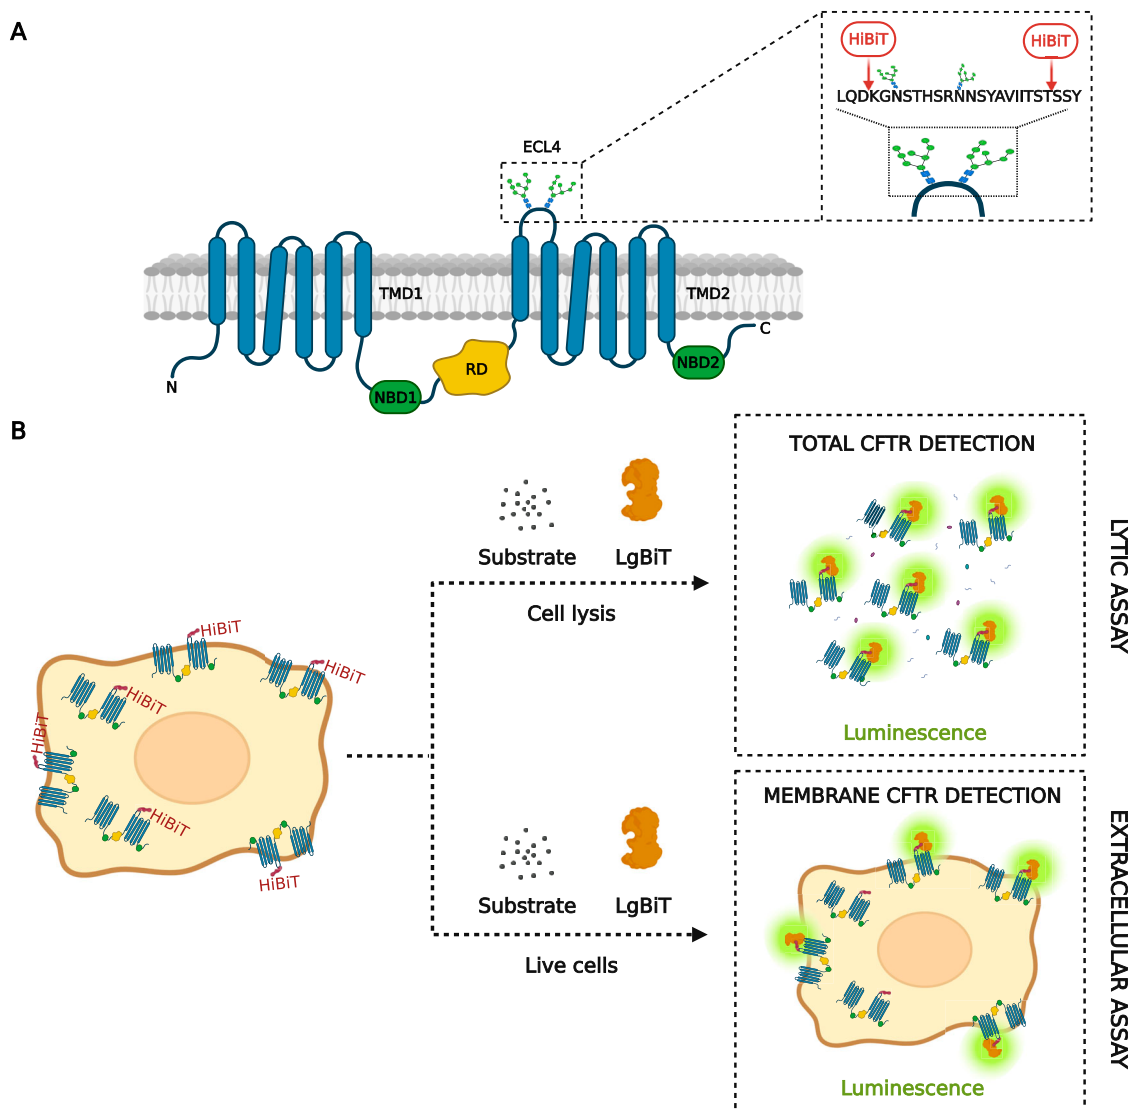 A
HiBiT
HiBiT
LQDKGNSTHSRNNSYAVIITSTSSY
ECL4
TMD1
TMD2
C
N
NBD1
RD
NBD2
B
TOTAL CFTR DETECTION
Substrate
LgBiT
Cell lysis
Luminescence
LYTIC ASSAY
HiBiT
HiBiT
HiBiT
HiBiT
HiBiT
HiBiT
MEMBRANE CFTR DETECTION
Substrate
LgBiT
Live cells
Luminescence
EXTRACELLULAR ASSAY